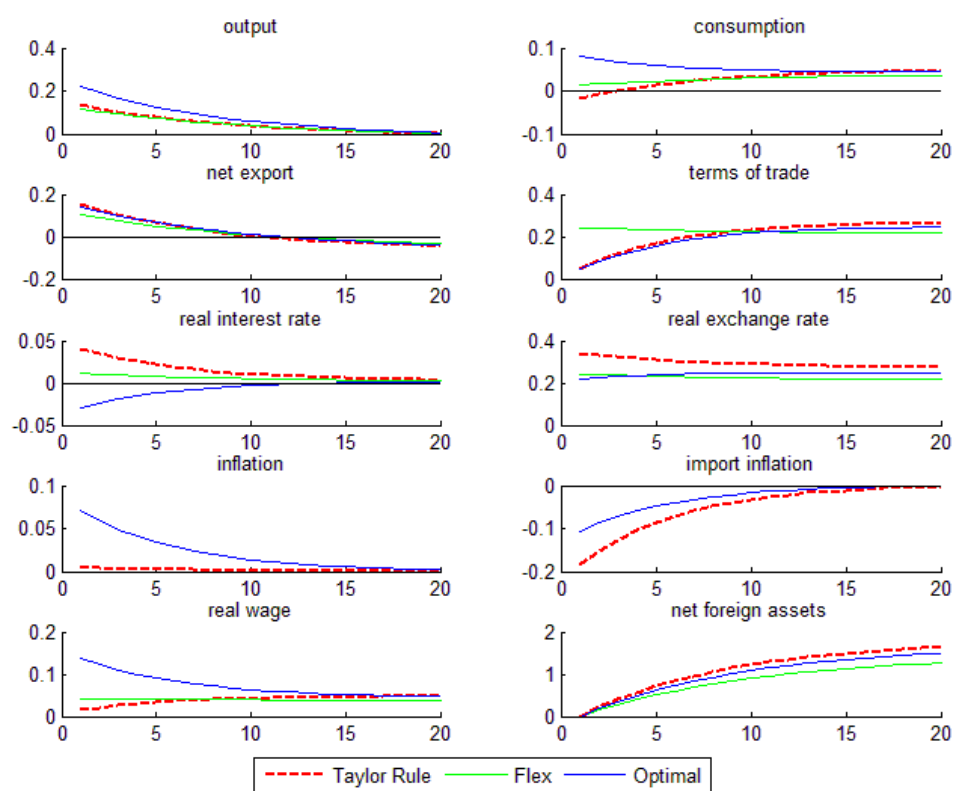 output consumption
0.4 0.1
0.2 0
0 -0.1
0 5 10 15 20 0 5 10 15 20
net export terms of trade
0.2 0.4
0 0.2
-0.2 0
0 5 10 15 20 0 5 10 15 20
real interest rate real exchange rate
0.05 0.4
0 0.2
-0.05 0
0 5 10 15 20 0 5 10 15 20
inflation import inflation
0.1 0
0.05 -0.1
0 -0.2
0 5 10 15 20 0 5 10 15 20
real wage net foreign assets
0.2 2
0.1 1
0 0
0 5 10 15 20 0 5 10 15 20
Taylor Rule Flex Optimal